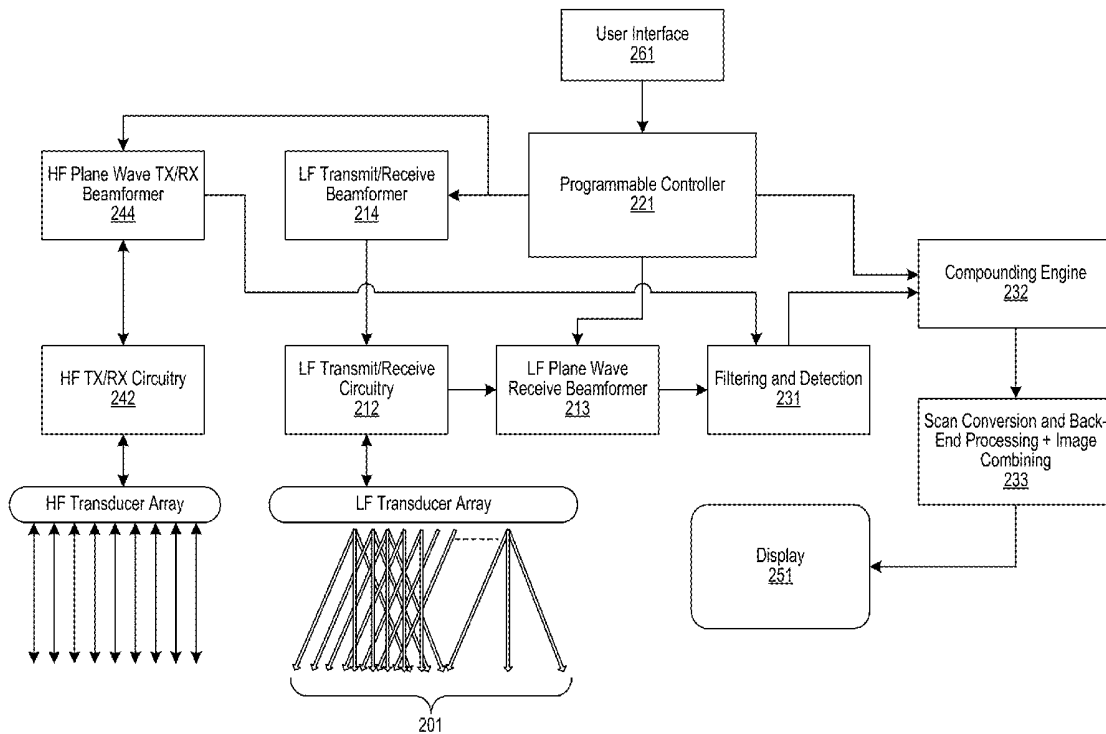 User Interface
261
HF Plane Wave TX/RX
Beamformer
244
LF Transmit/Receive
Beamformer
214
Programmable Controller
221
Compounding Engine
232
HF TX/RX Circuitry
242
LF Transmit/Receive
Circuitry
212
LF Plane Wave
Receive Beamformer
213
Filtering and Detection
231
Scan Conversion and Back-
End Processing + Image
Combining
233
HF Transducer Array
LF Transducer Array
Display
251
201